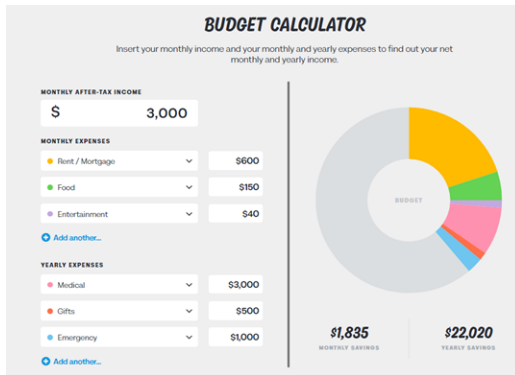 BUDGET CALCULATOR
Insert your monthly income and your monthly and yearly expenses to find out your net
monthly and yearly income.
MONTHLY AFTER-TAX INCOME
$ 3,000
MONTHLY EXPENSES
Rent / Mortgage $600
Food $150
Entertainment $40
Add another...
YEARLY EXPENSES
Medical $3,000
Gifts $500
Emergency $1,000
Add another...
BUDGET
$1,835 $22,020
MONTHLY SAVINGS YEARLY SAVINGS